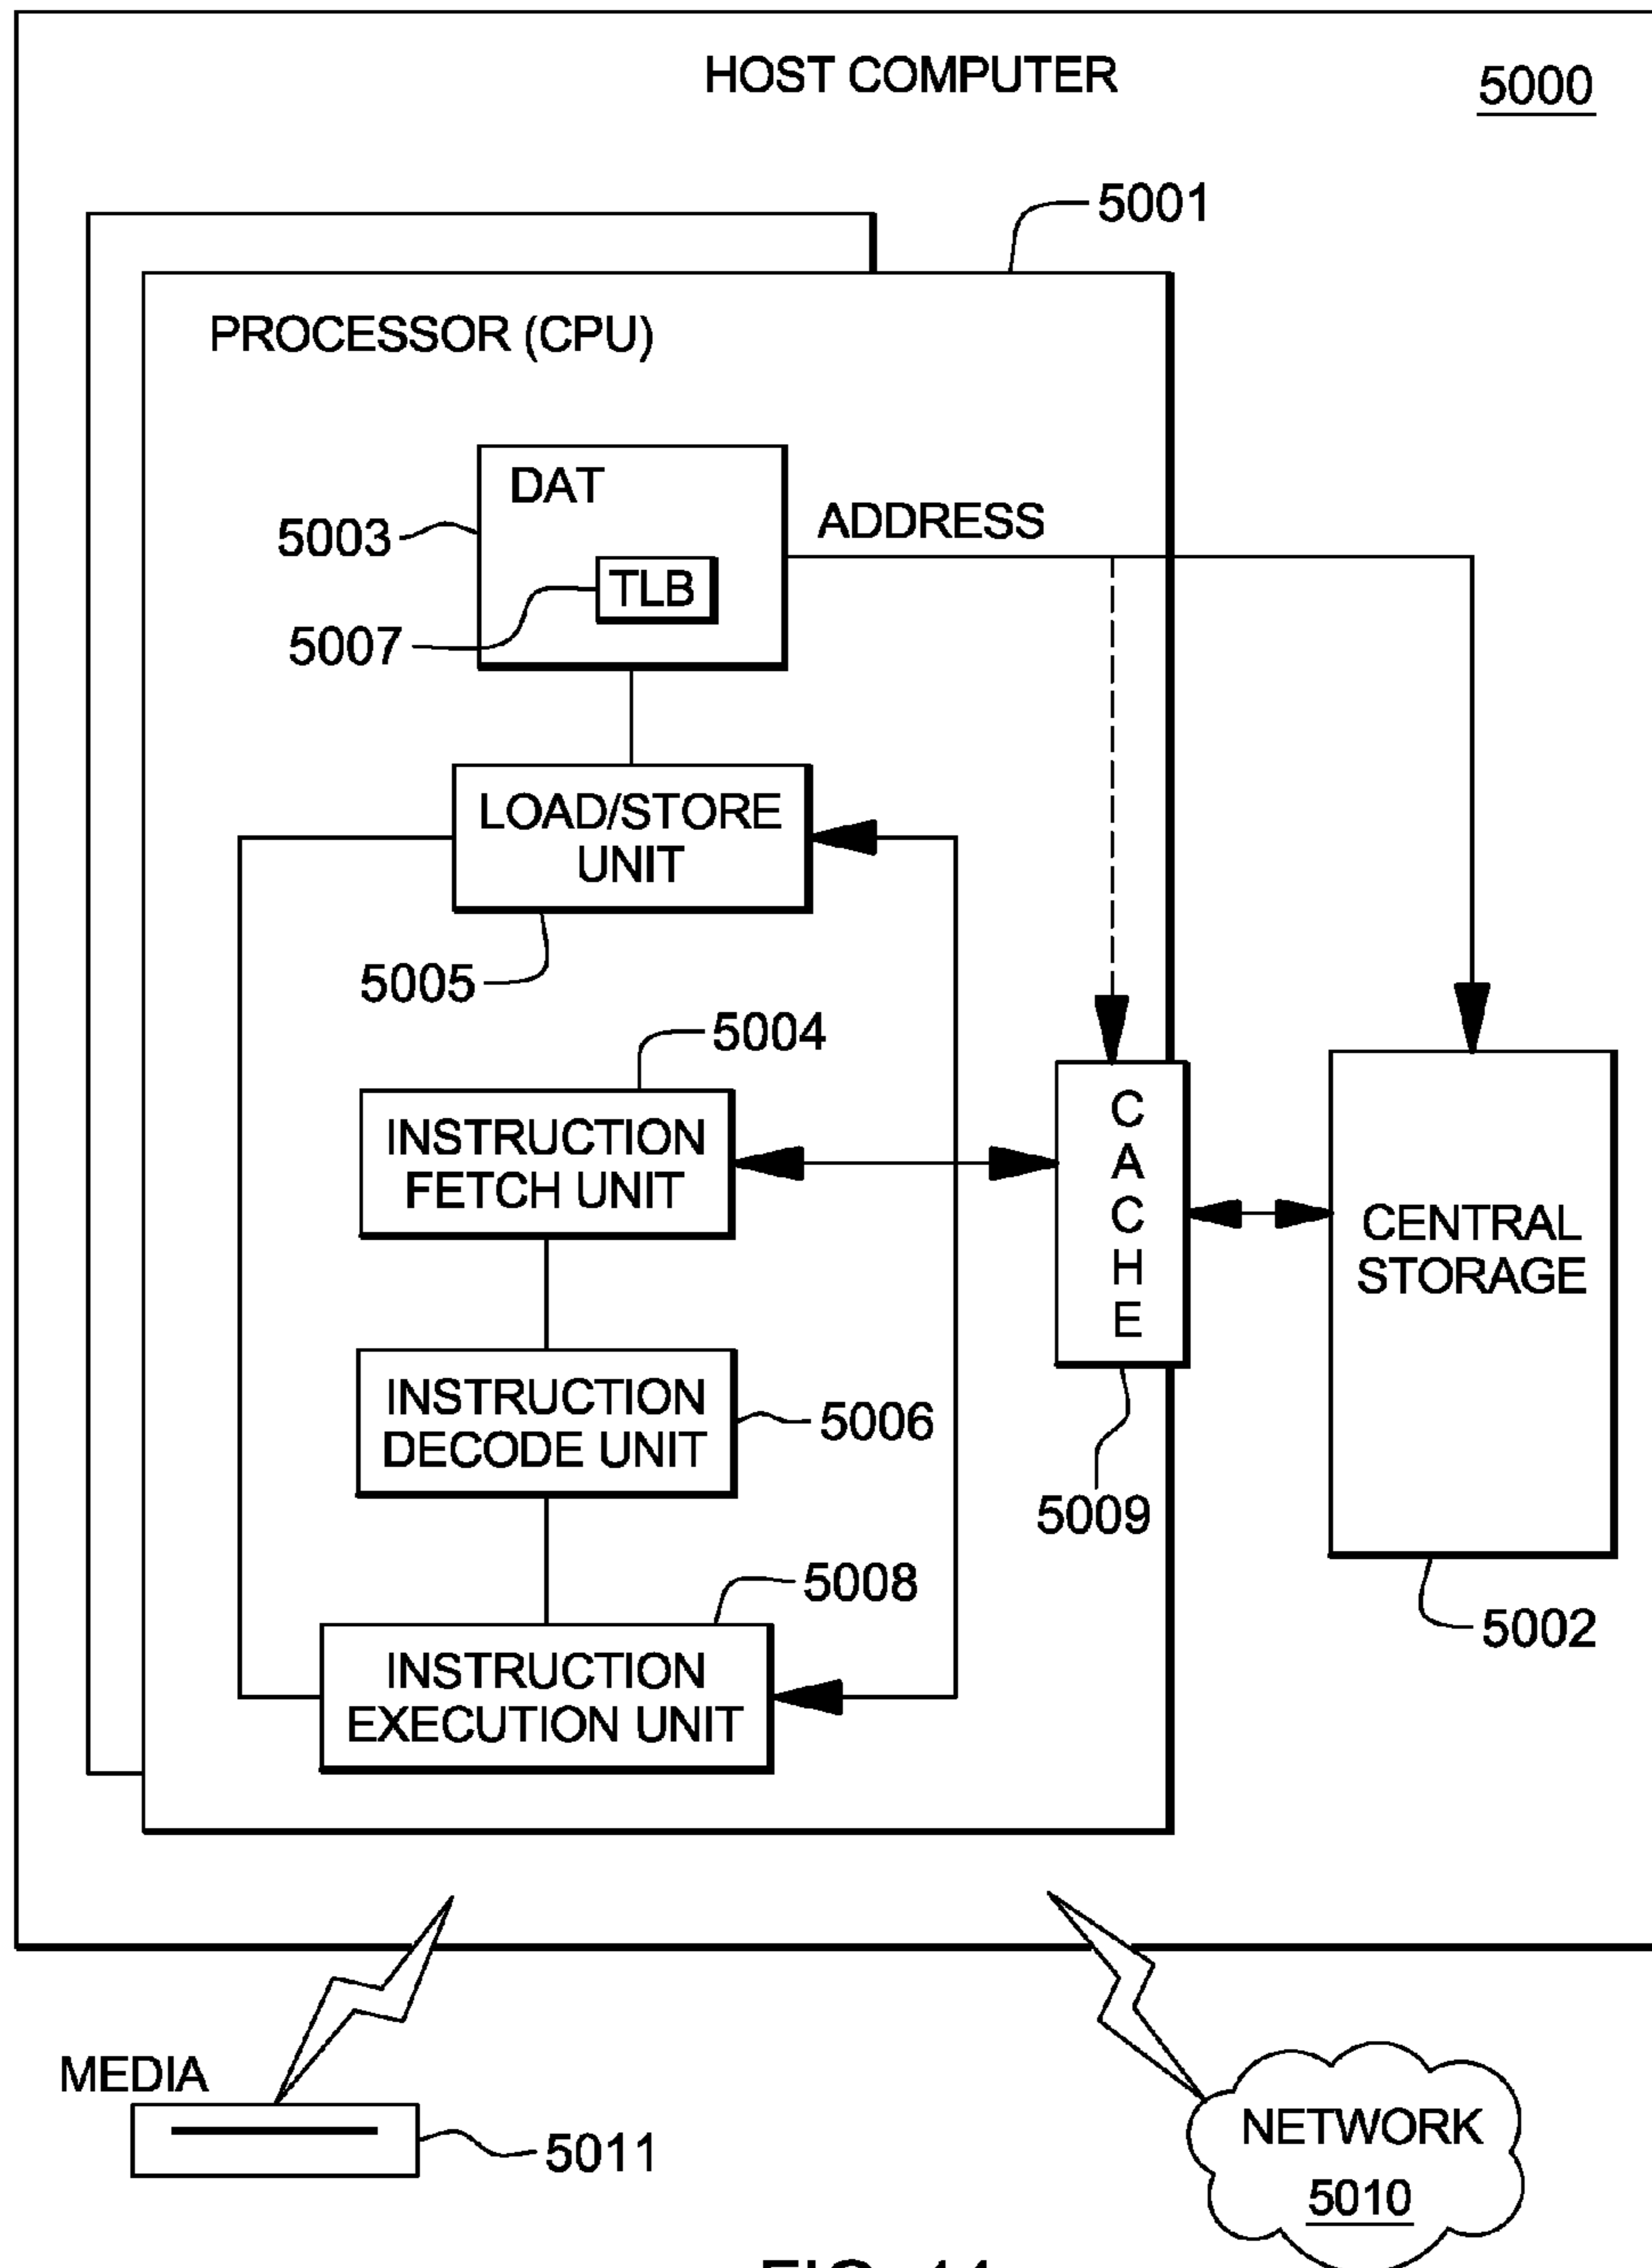 HOST COMPUTER
5000
5001
PROCESSOR (CPU)
DAT
ADDRESS
5003
TLB
5007
LOAD/STORE
UNIT
5005
5004
INSTRUCTION
FETCH UNIT
CACHE
CENTRAL
STORAGE
INSTRUCTION
DECODE UNIT
5006
5009
5008
5002
INSTRUCTION
EXECUTION UNIT
MEDIA
5011
NETWORK
5010